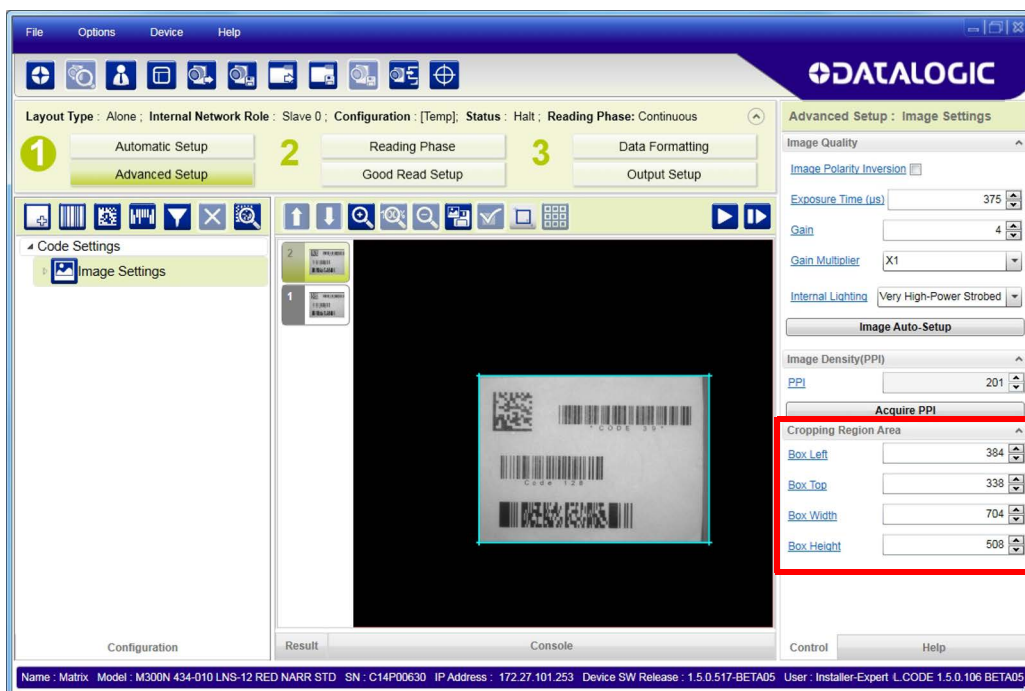 File Options Device Help
DATALOGIC
Layout Type : Alone ; Internal Network Role : Slave 0 ; Configuration : [Temp]; Status : Halt ; Reading Phase: Continuous
1 Automatic Setup 2 Reading Phase 3 Data Formatting
Advanced Setup Good Read Setup Output Setup
Code Settings
Image Settings
100%
2
1
*CODE 39*
Code 128
Advanced Setup : Image Settings
Image Quality
Image Polarity Inversion
Exposure Time (µs) 375
Gain 4
Gain Multiplier X1
Internal Lighting Very High-Power Strobed
Image Auto-Setup
Image Density(PPI)
PPI 201
Acquire PPI
Cropping Region Area
Box Left 384
Box Top 338
Box Width 704
Box Height 508
Configuration Result Console Control Help
Name : Matrix Model : M300N 434-010 LNS-12 RED NARR STD SN : C14P00630 IP Address : 172.27.101.253 Device SW Release : 1.5.0.517-BETA05 User : Installer-Expert L.CODE 1.5.0.106 BETA05